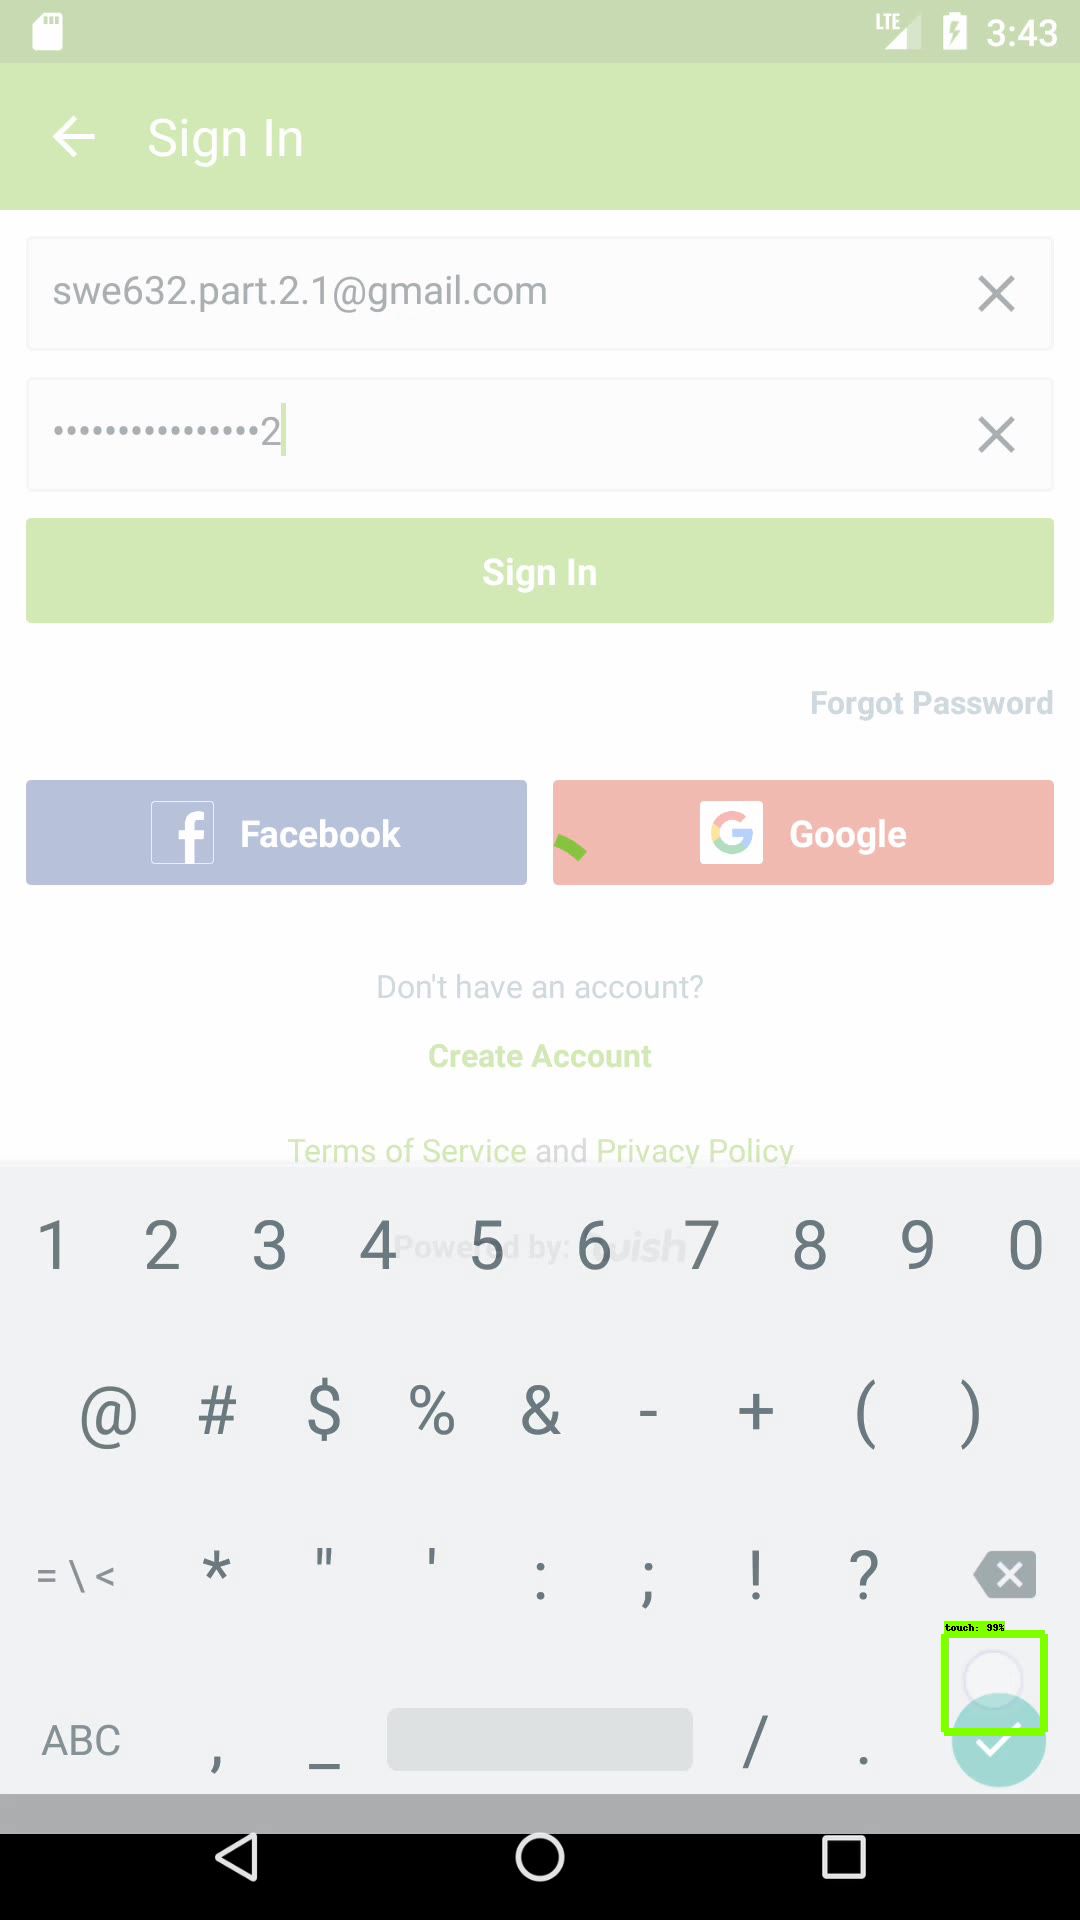 LTE 3:43
Sign In
swe632.part.2.1@gmail.com
•••••••••••••••• 2
Sign In
Forgot Password
Facebook Google
Don't have an account?
Create Account
Terms of Service and Privacy Policy
Powered by: wish
1 2 3 4 5 6 7 8 9 0
@ # $ % & - + ( )
= \ < * " ' : ; ! ?
touch: 99%
ABC , _ / .